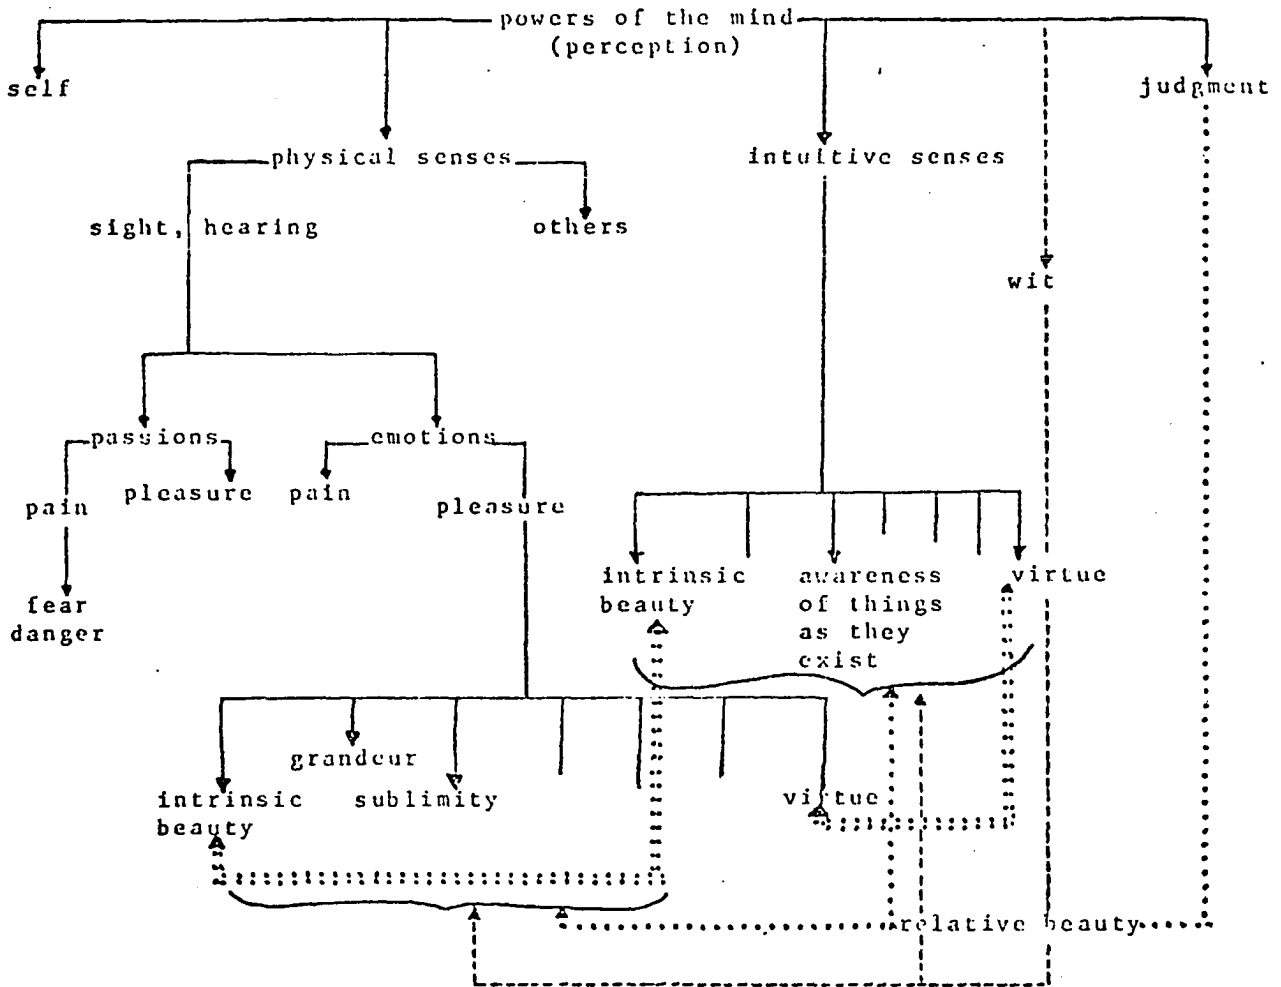 powers of the mind
(perception)
self
judgment
physical senses
intuitive senses
sight, hearing
others
wit
passions
emotions
pain
pleasure
pain
pleasure
fear
danger
intrinsic
beauty
awareness
of things
as they
exist
virtue
grandeur
intrinsic
beauty
sublimity
virtue
relative beauty